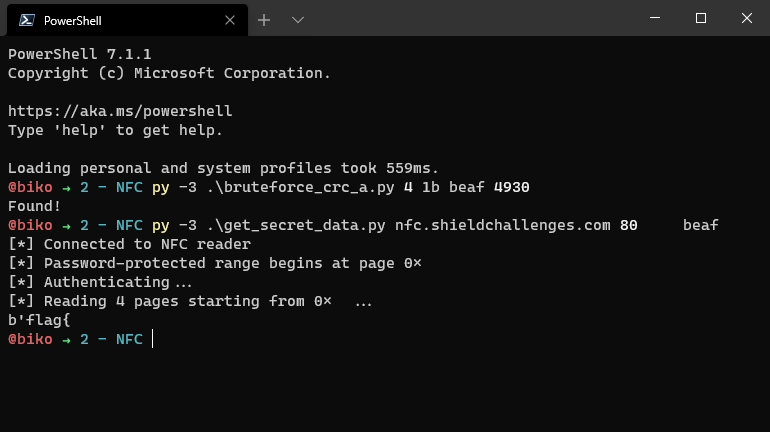 PowerShell
PowerShell 7.1.1
Copyright (c) Microsoft Corporation.
https://aka.ms/powershell
Type 'help' to get help.
Loading personal and system profiles took 559ms.
@biko → 2 - NFC py -3 .\bruteforce_crc_a.py 4 1b beaf 4930
Found!
@biko → 2 - NFC py -3 .\get_secret_data.py nfc.shieldchallenges.com 80 beaf
[*] Connected to NFC reader
[*] Password-protected range begins at page 0x
[*] Authenticating...
[*] Reading 4 pages starting from 0x ...
b'flag{
@biko → 2 - NFC